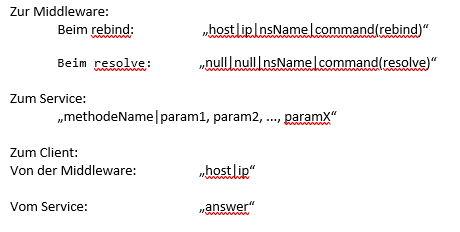 Zur Middleware:
Beim rebind: „host|ip|nsName|command(rebind)“
Beim resolve: „null|null|nsName|command(resolve)“
Zum Service:
„methodeName|param1, param2, ..., paramX“
Zum Client:
Von der Middleware: „host|ip“
Vom Service: „answer“